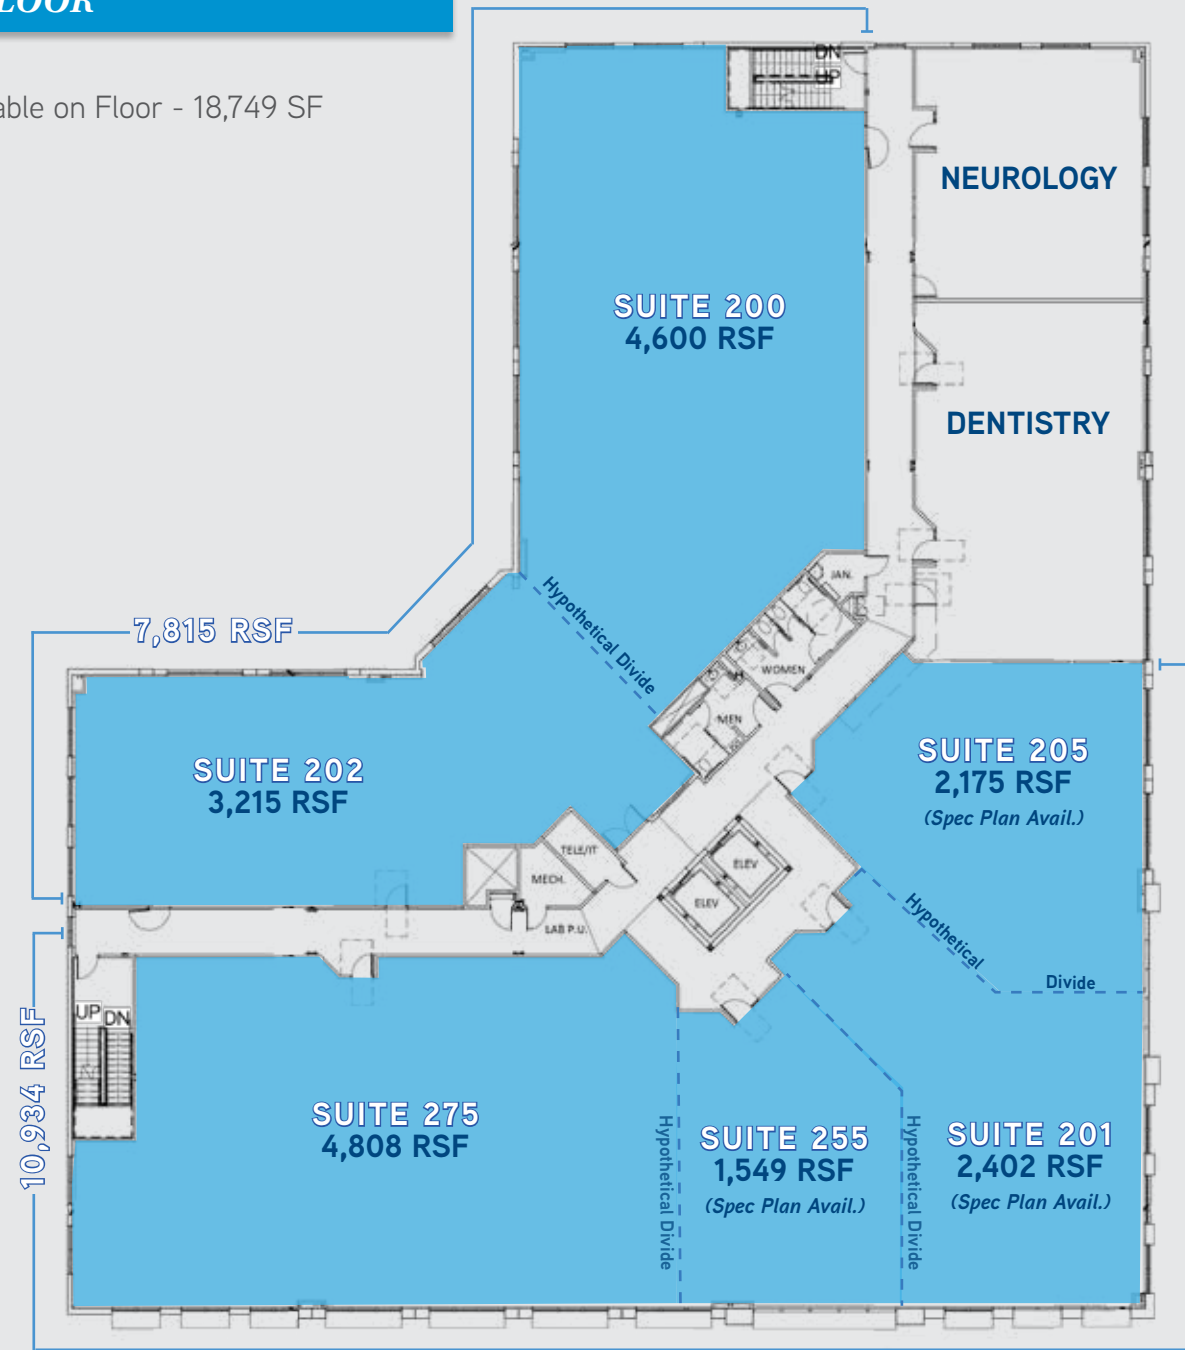 able on Floor - 18,749 SF
DN
UP
NEUROLOGY
SUITE 200
4,600 RSF
DENTISTRY
JAN.
Hypothetical Divide
7,815 RSF
WOMEN
MEN
SUITE 202
3,215 RSF
SUITE 205
2,175 RSF
(Spec Plan Avail.)
TELE/IT
MECH.
ELEV
ELEV
LAB P.U.
Hypothetical
Divide
UP DN
10,934 RSF
SUITE 275
4,808 RSF
Hypothetical Divide
SUITE 255
1,549 RSF
(Spec Plan Avail.)
Hypothetical Divide
SUITE 201
2,402 RSF
(Spec Plan Avail.)